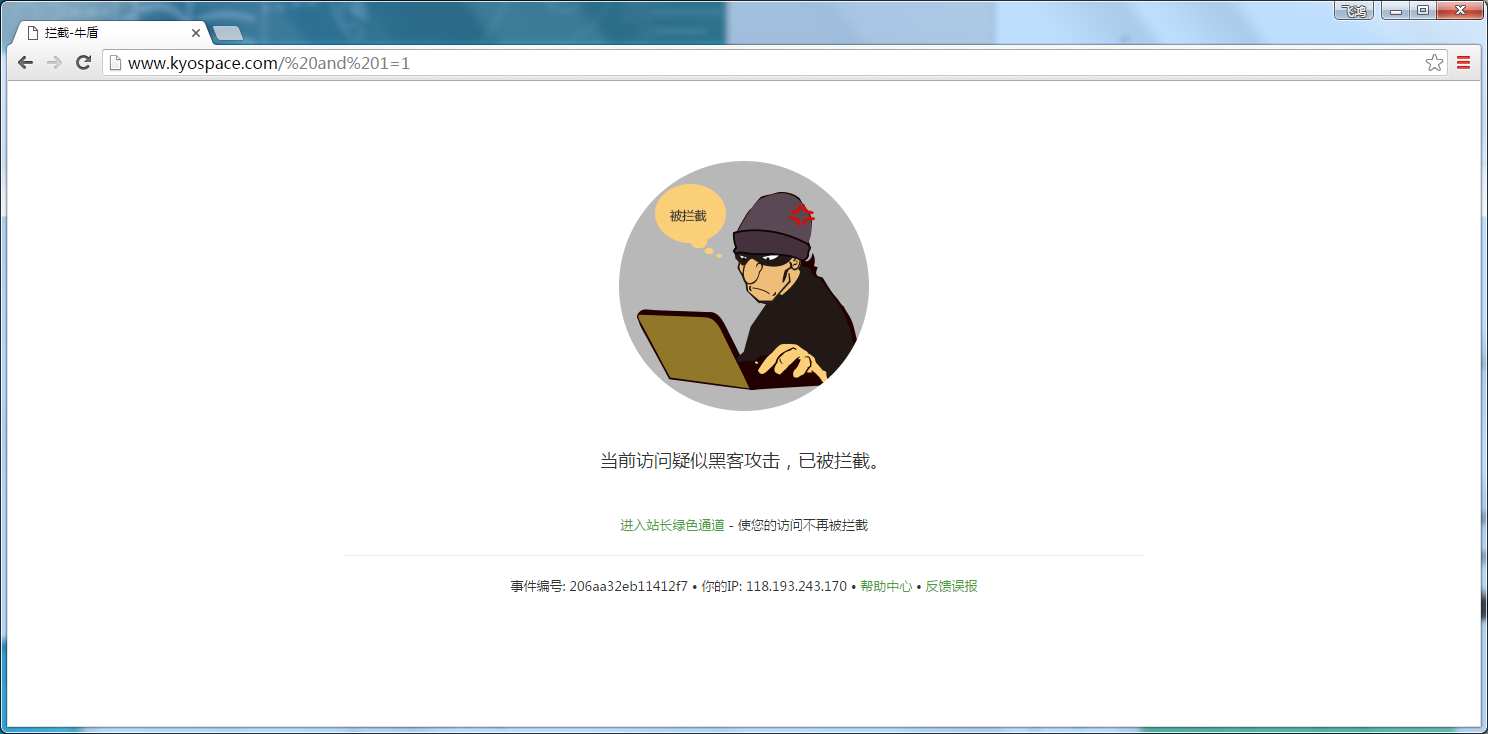 飞鸿
拦截-牛盾
www.kyospace.com/%20and%201=1
被拦截
当前访问疑似黑客攻击，已被拦截。
进入站长绿色通道 - 使您的访问不再被拦截
事件编号: 206aa32eb11412f7 • 你的IP: 118.193.243.170 • 帮助中心 • 反馈误报